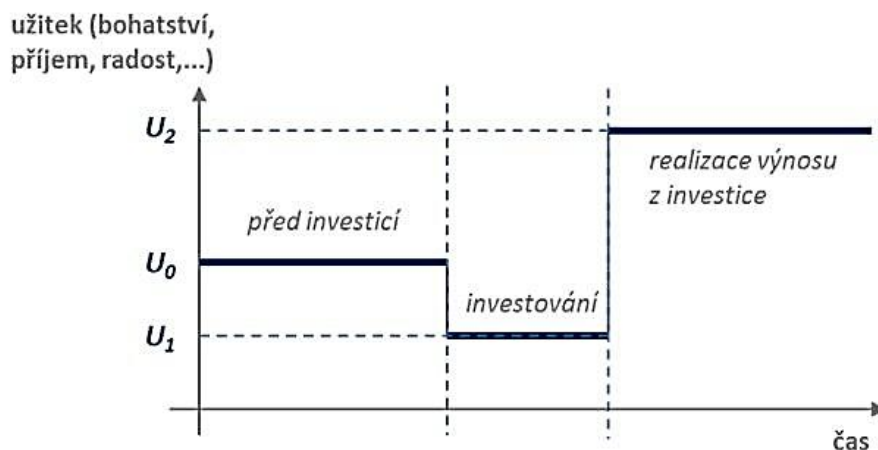 užitek (bohatství,
příjem, radost,...)
U2
realizace výnosu
z investice
před investicí
U0
investování
U1
čas